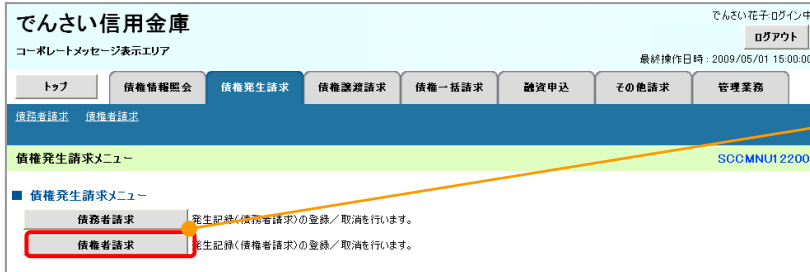 でんさい信用金庫
でんさい花子:ログイン中
ログアウト
コーポレートメッセージ表示エリア
最終操作日時:2009/05/01 15:00:00
トップ 債権情報照会 債権発生請求 債権譲渡請求 債権一括請求 融資申込 その他請求 管理業務
債務者請求 債権者請求
債権発生請求メニュー SCCMNU12200
■ 債権発生請求メニュー
債務者請求 発生記録(債務者請求)の登録/取消を行います。
債権者請求 発生記録(債権者請求)の登録/取消を行います。